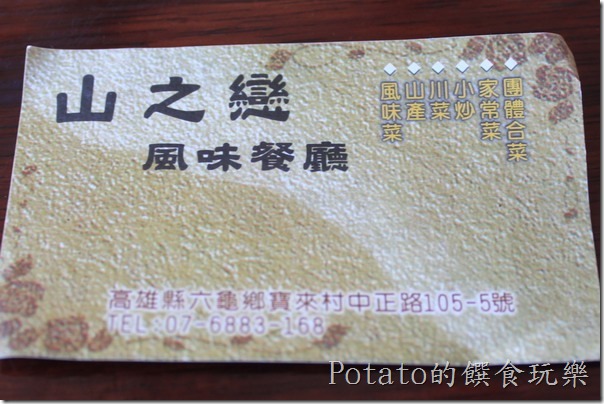 山之戀
風味餐廳
◆團體合菜
◆家常菜
◆小炒
◆川菜
◆山產
◆風味菜
高雄縣六龜鄉寶來村中正路105-5號
TEL:07-6883-168
Potato的饌食玩樂